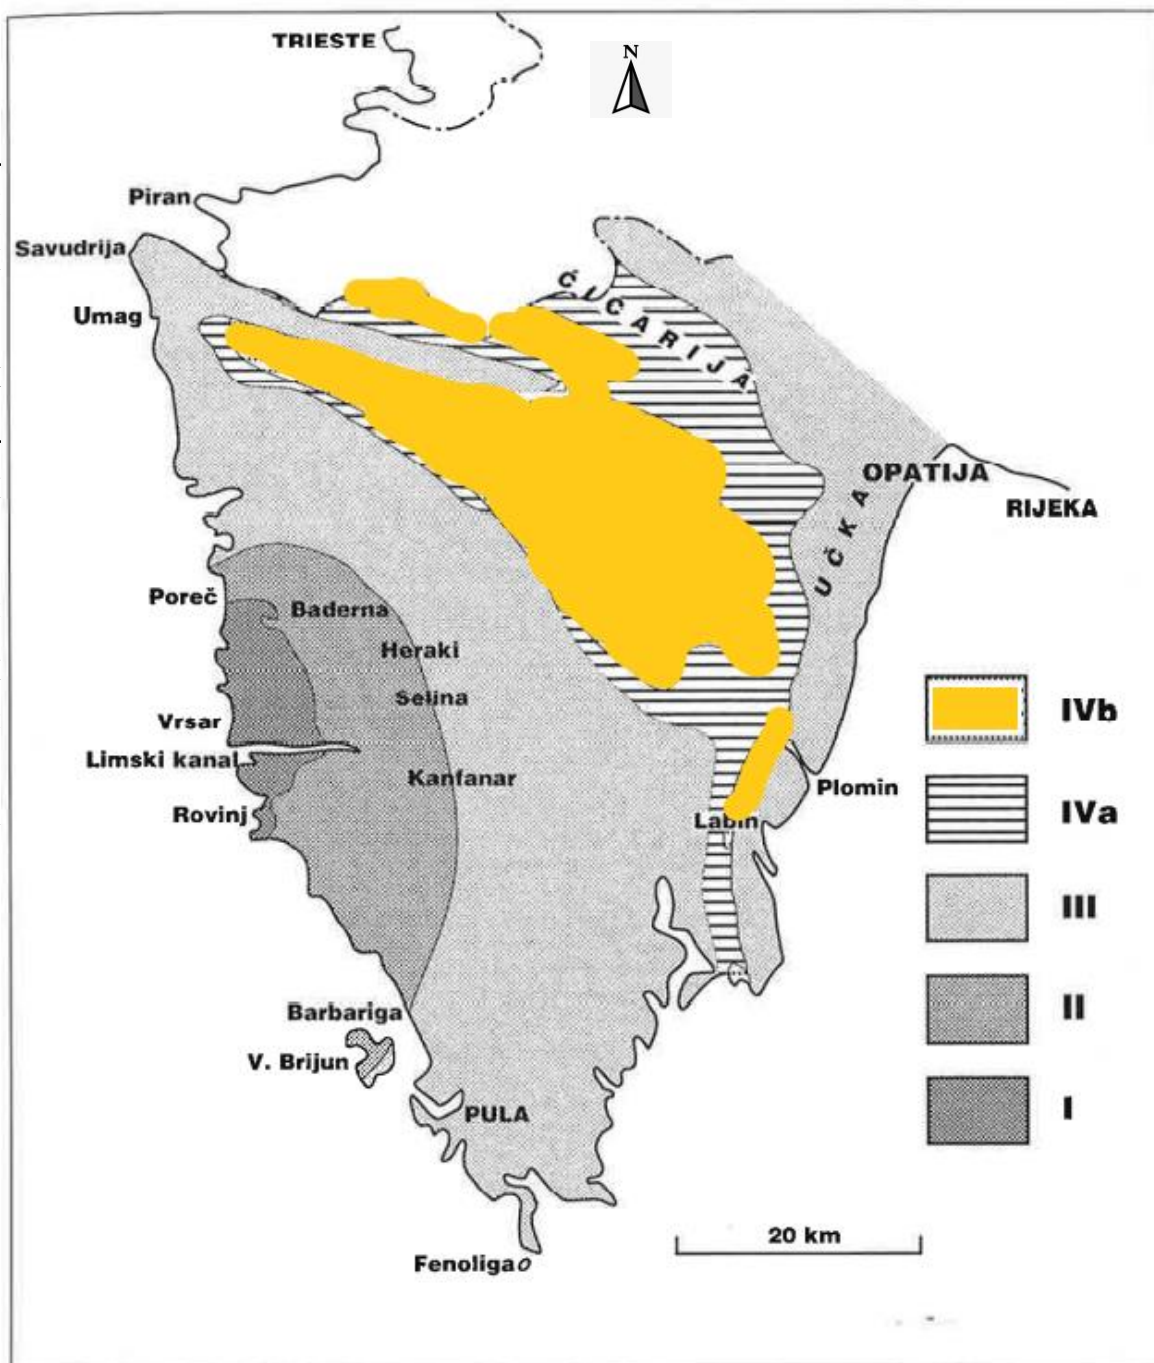 TRIESTE
N
Piran
Savudrija
Umag
ĆIĆARIJA
OPATIJA
RIJEKA
UČKA
Poreč
Baderna
Heraki
Selina
Vrsar
Limski kanal
Kanfanar
Rovinj
Plomin
Labin
Barbariga
V. Brijun
PULA
Fenoliga
IVb
IVa
III
II
I
20 km